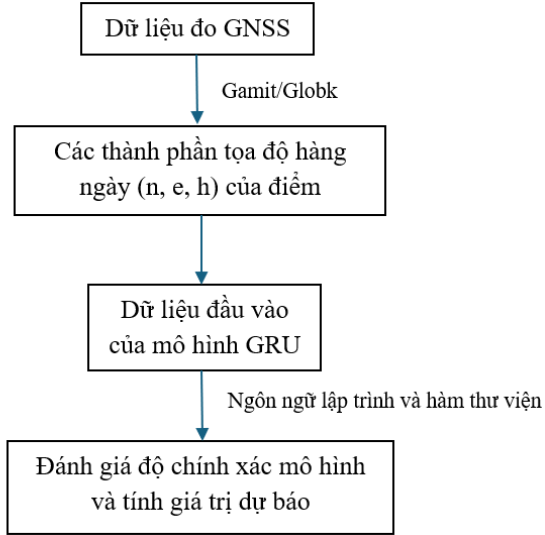 Dữ liệu đo GNSS
Gamit/Globk
Các thành phần tọa độ hàng
ngày (n, e, h) của điểm
Dữ liệu đầu vào
của mô hình GRU
Ngôn ngữ lập trình và hàm thư viện
Đánh giá độ chính xác mô hình
và tính giá trị dự báo